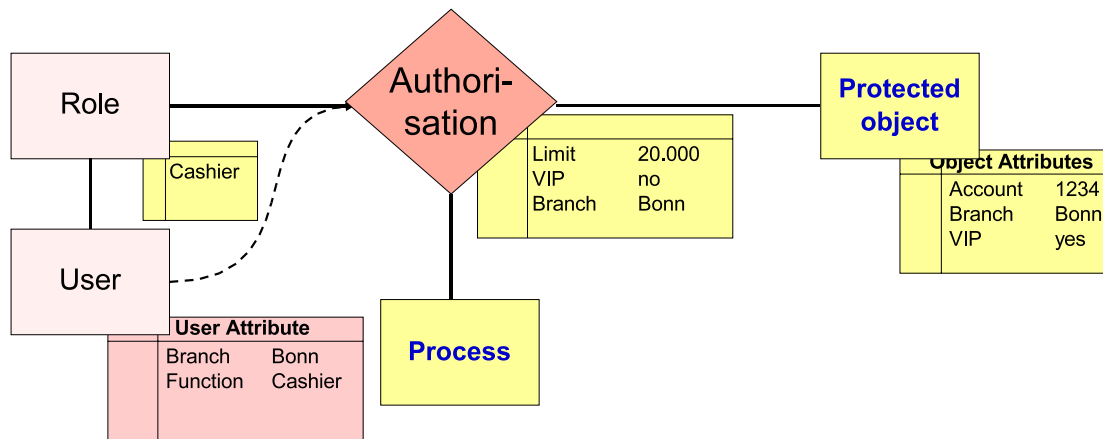 Role
Authori-
sation
Protected
object
Cashier
Limit 20.000
VIP no
Branch Bonn
Object Attributes
Account 1234
Branch Bonn
VIP yes
User
User Attribute
Branch Bonn
Function Cashier
Process